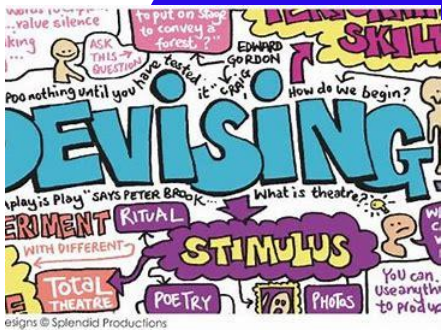 ...value silence
to put on stage
to convey a
forest,?"
ASK
THIS
QUESTION
EDWARD
GORDON
CRAIG
SKILL
"DO nothing until you have tested it"
How do we begin?
DEVISING
"A play is Play" SAYS PETER BROOK...
What is theatre?
EXPERIMENT
WITH DIFFERENT
RITUAL
STIMULUS
TOTAL
THEATRE
POETRY
PHOTOS
You can
Use anything
to produ
esigns © Splendid Productions